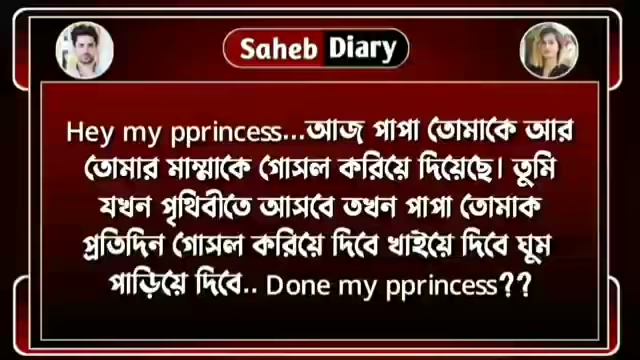 Saheb Diary
Hey my pprincess...আজ পাপা তোমাকে আর
তোমার মাম্মাকে গোসল করিয়ে দিয়েছে। তুমি
যখন পৃথিবীতে আসবে তখন পাপা তোমাক
প্রতিদিন গোসল করিয়ে দিবে খাইয়ে দিবে ঘুম
পাড়িয়ে দিবে.. Done my pprincess??